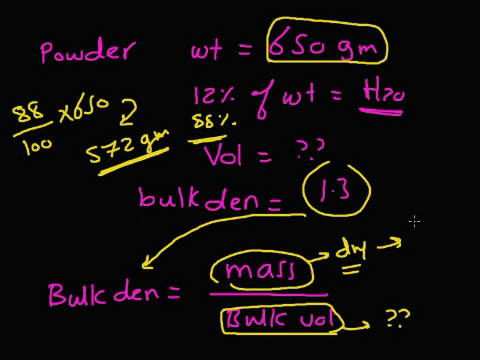 Powder wt = 650 gm
12% of wt = H20
88/100 x 650 88%
572 gm
Vol = ??
bulk den = 1.3
Bulk den = mass / Bulk vol
dry
??